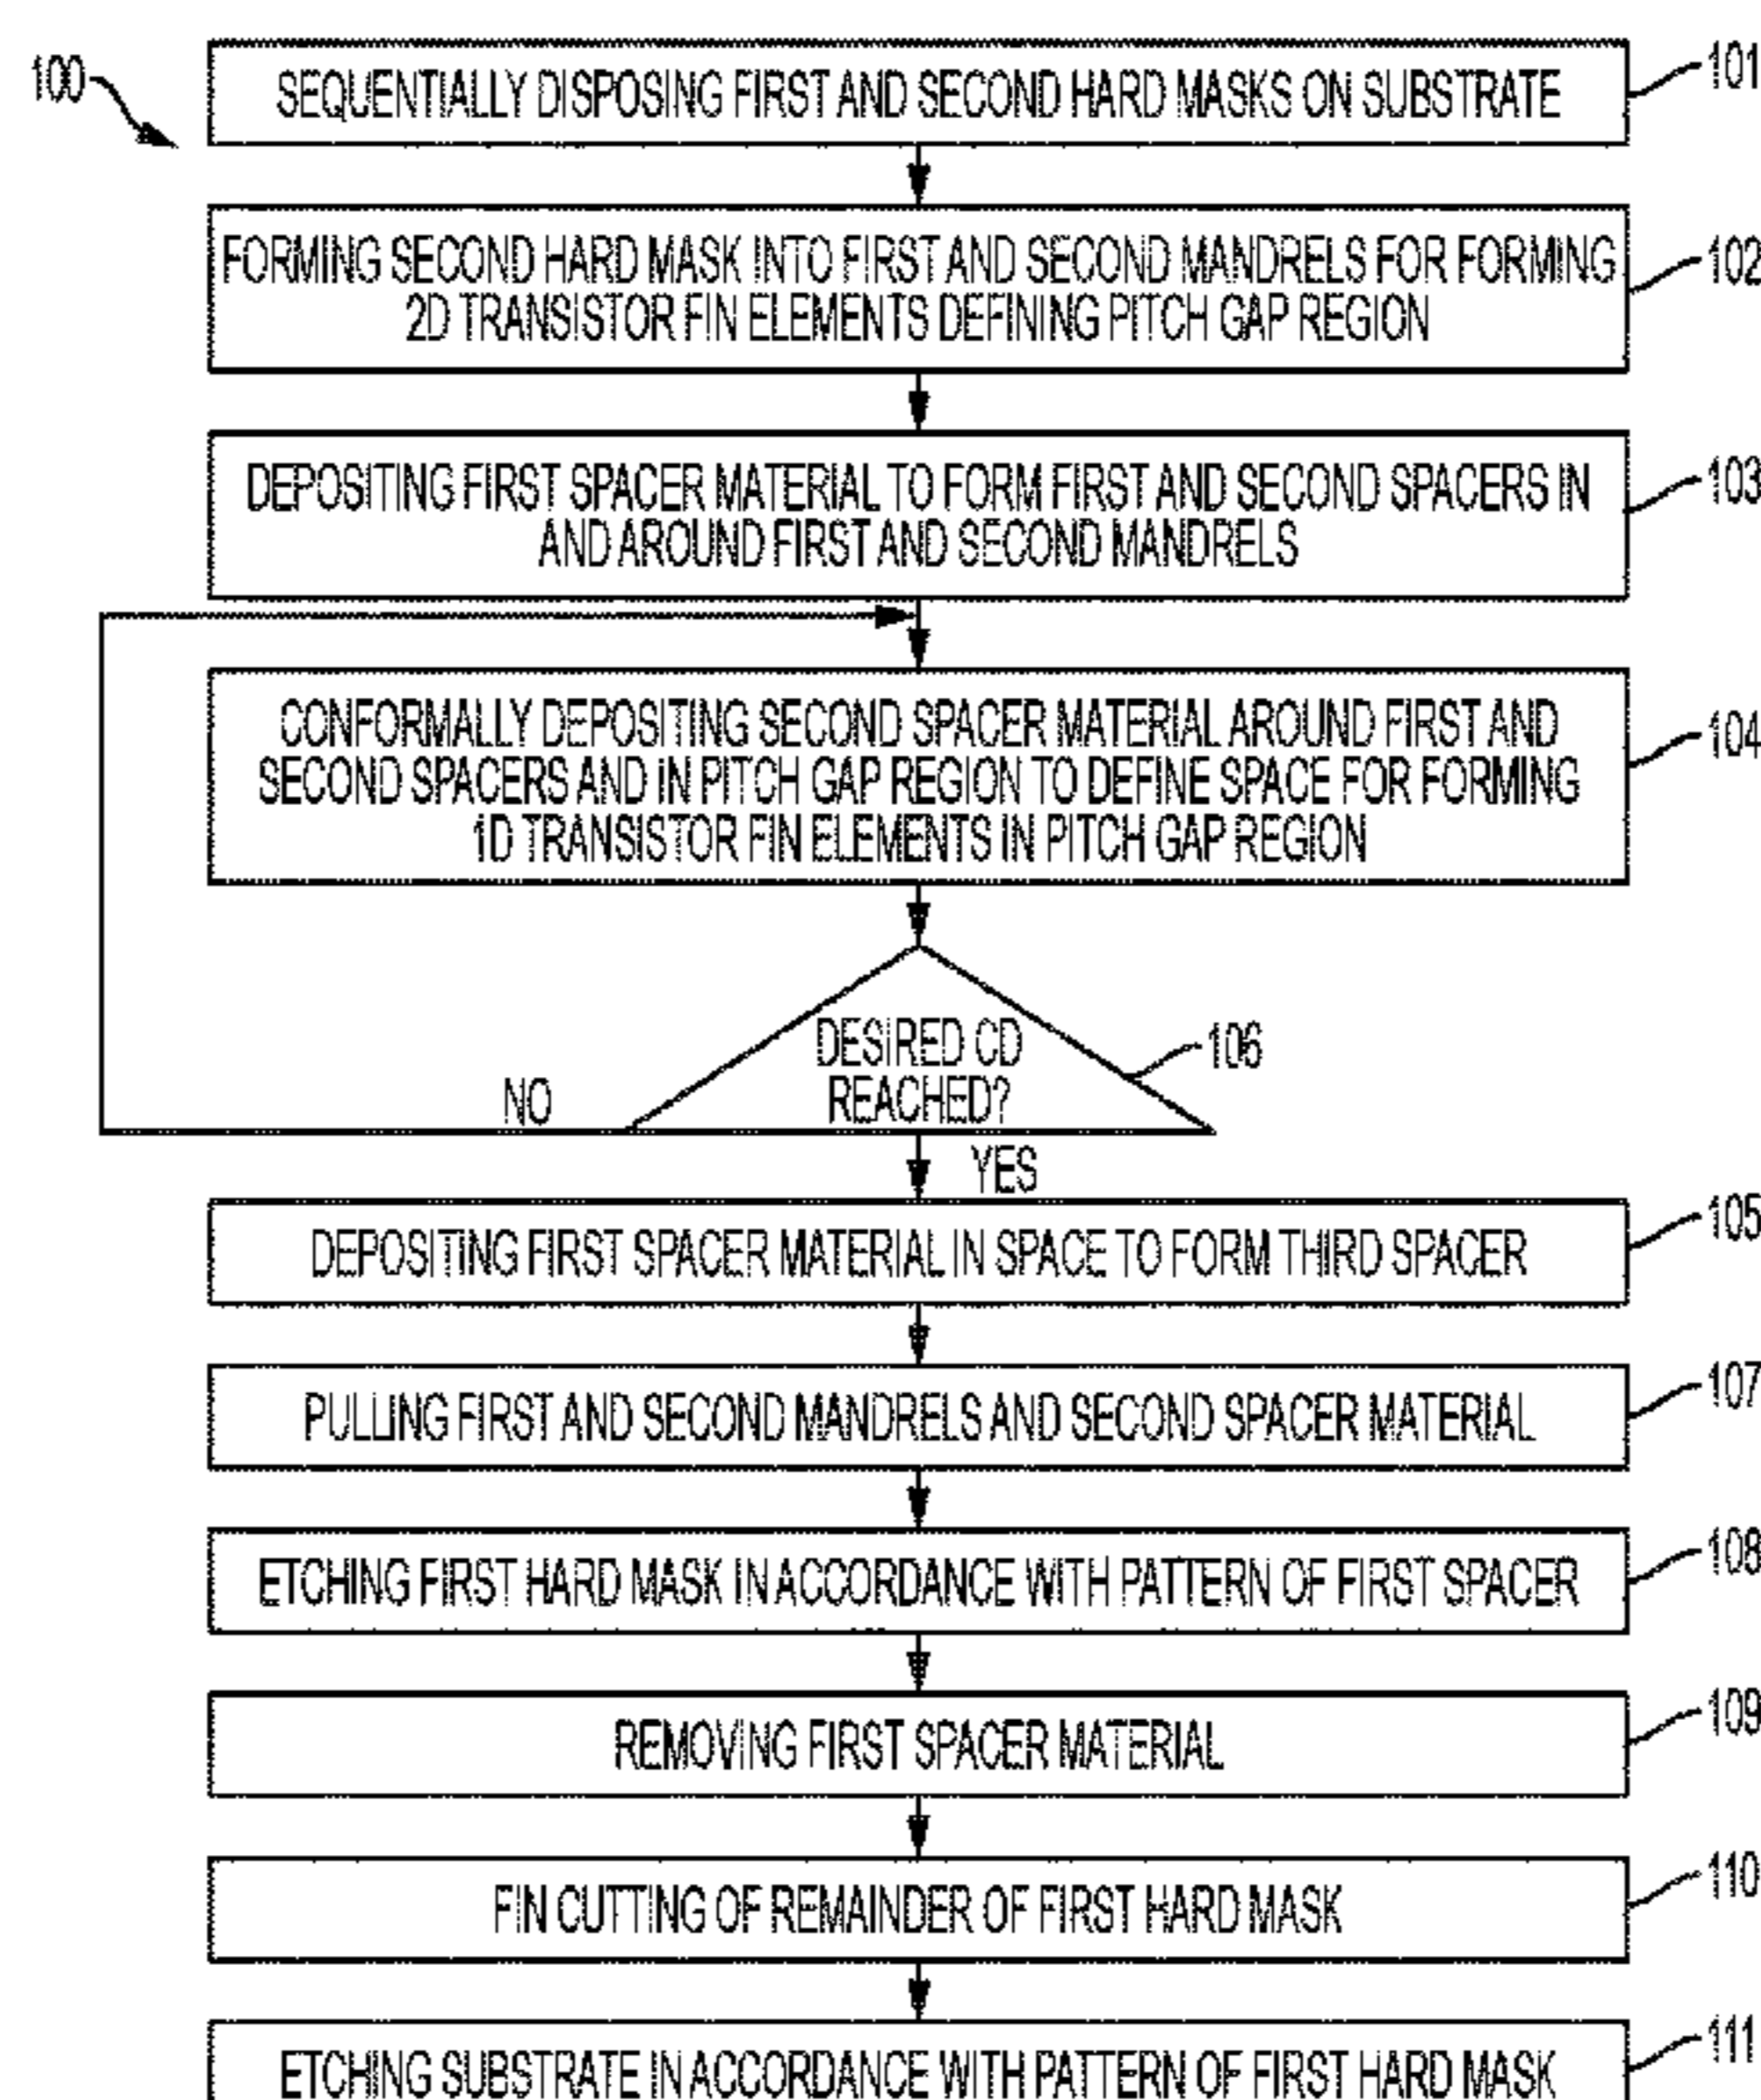 100
SEQUENTIALLY DISPOSING FIRST AND SECOND HARD MASKS ON SUBSTRATE
101
FORMING SECOND HARD MASK INTO FIRST AND SECOND MANDRELS FOR FORMING
2D TRANSISTOR FIN ELEMENTS DEFINING PITCH GAP REGION
102
DEPOSITING FIRST SPACER MATERIAL TO FORM FIRST AND SECOND SPACERS IN
AND AROUND FIRST AND SECOND MANDRELS
103
CONFORMALLY DEPOSITING SECOND SPACER MATERIAL AROUND FIRST AND
SECOND SPACERS AND IN PITCH GAP REGION TO DEFINE SPACE FOR FORMING
1D TRANSISTOR FIN ELEMENTS IN PITCH GAP REGION
104
DESIRED CD
REACHED?
106
NO
YES
DEPOSITING FIRST SPACER MATERIAL IN SPACE TO FORM THIRD SPACER
105
PULLING FIRST AND SECOND MANDRELS AND SECOND SPACER MATERIAL
107
ETCHING FIRST HARD MASK IN ACCORDANCE WITH PATTERN OF FIRST SPACER
108
REMOVING FIRST SPACER MATERIAL
109
FIN CUTTING OF REMAINDER OF FIRST HARD MASK
110
ETCHING SUBSTRATE IN ACCORDANCE WITH PATTERN OF FIRST HARD MASK
111